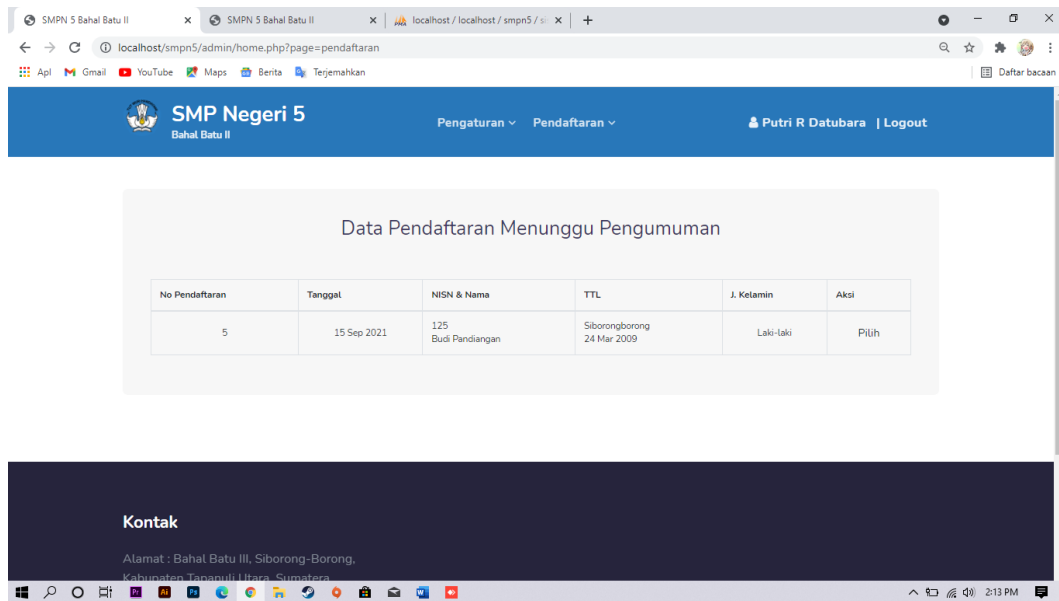 SMPN 5 Bahal Batu II
SMPN 5 Bahal Batu II
localhost / localhost / smpn5 / si
localhost/smpn5/admin/home.php?page=pendaftaran
Apl Gmail YouTube Maps Berita Terjemahkan Daftar bacaan
SMP Negeri 5
Bahal Batu II
Pengaturan Pendaftaran Putri R Datubara | Logout
Data Pendaftaran Menunggu Pengumuman
No Pendaftaran Tanggal NISN & Nama TTL J. Kelamin Aksi
5 15 Sep 2021 125 Siborongborong Laki-laki Pilih
Budi Pandiangan 24 Mar 2009
Kontak
Alamat : Bahal Batu III, Siborong-Borong,
Kabupaten Tapanuli Utara, Sumatera
2:13 PM